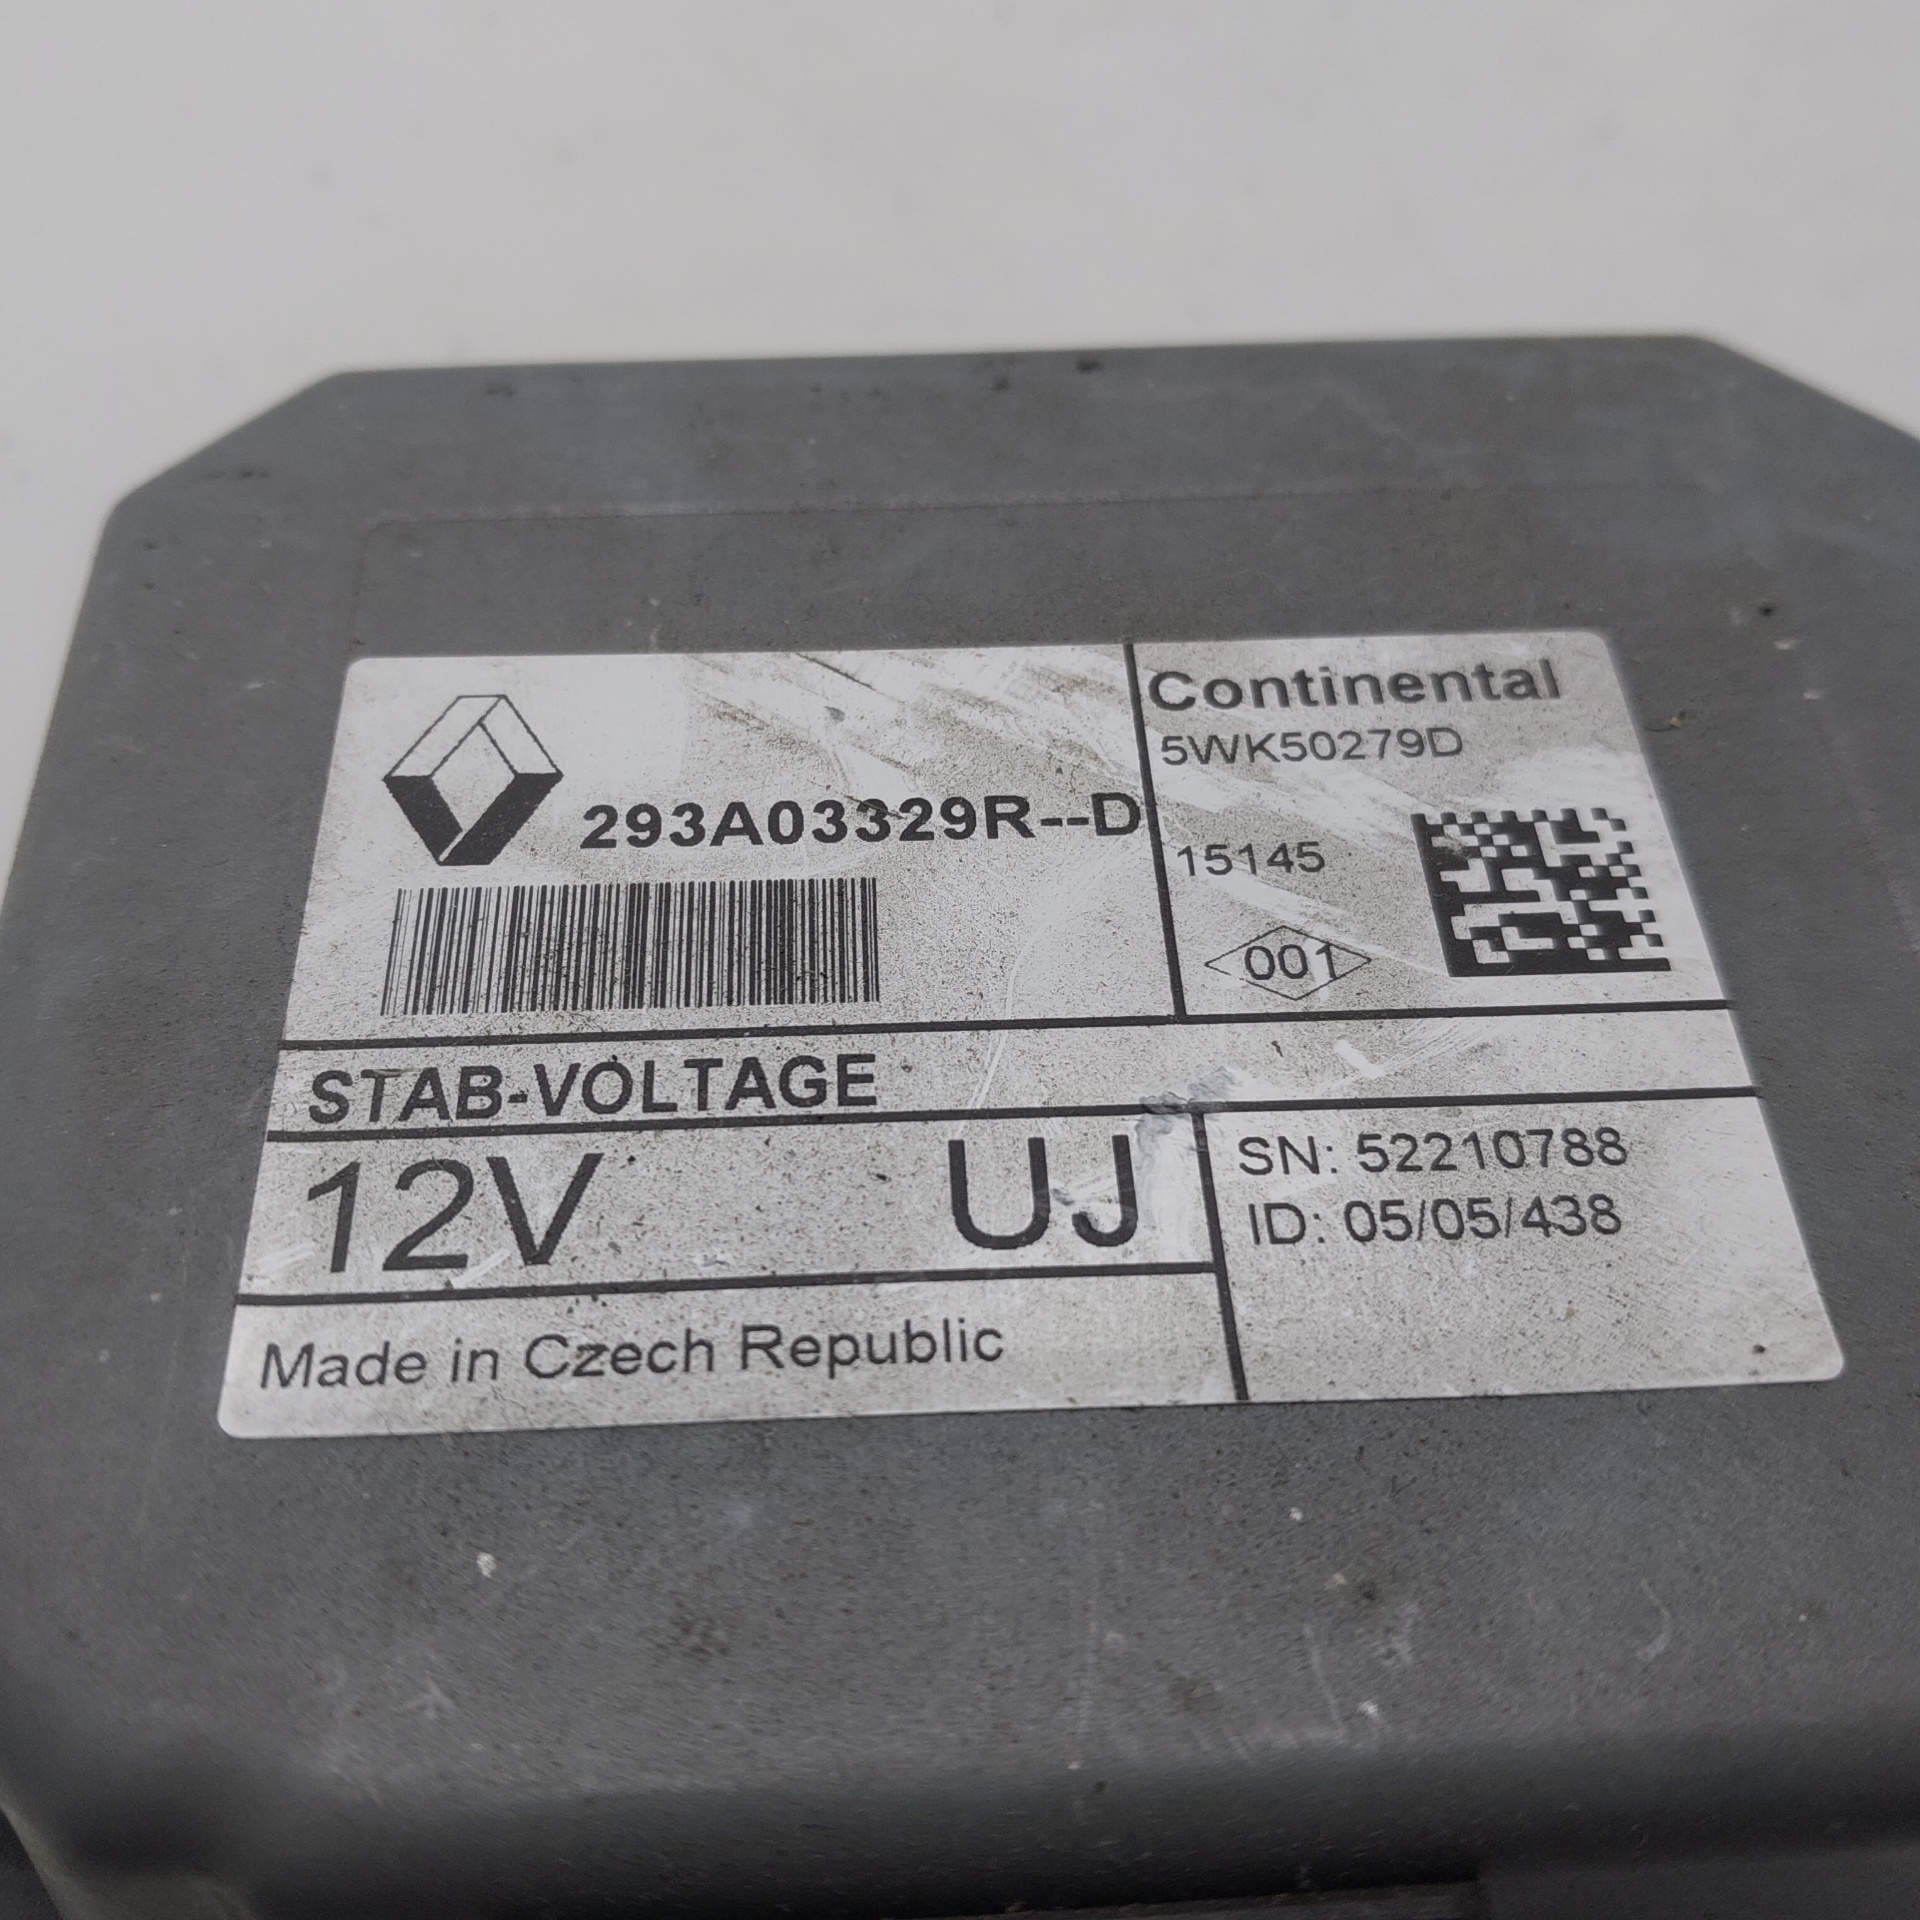 Continental
5WK50279D
293A03329R--D
15145
001
STAB-VOLTAGE
12V UJ
SN: 52210788
ID: 05/05/438
Made in Czech Republic